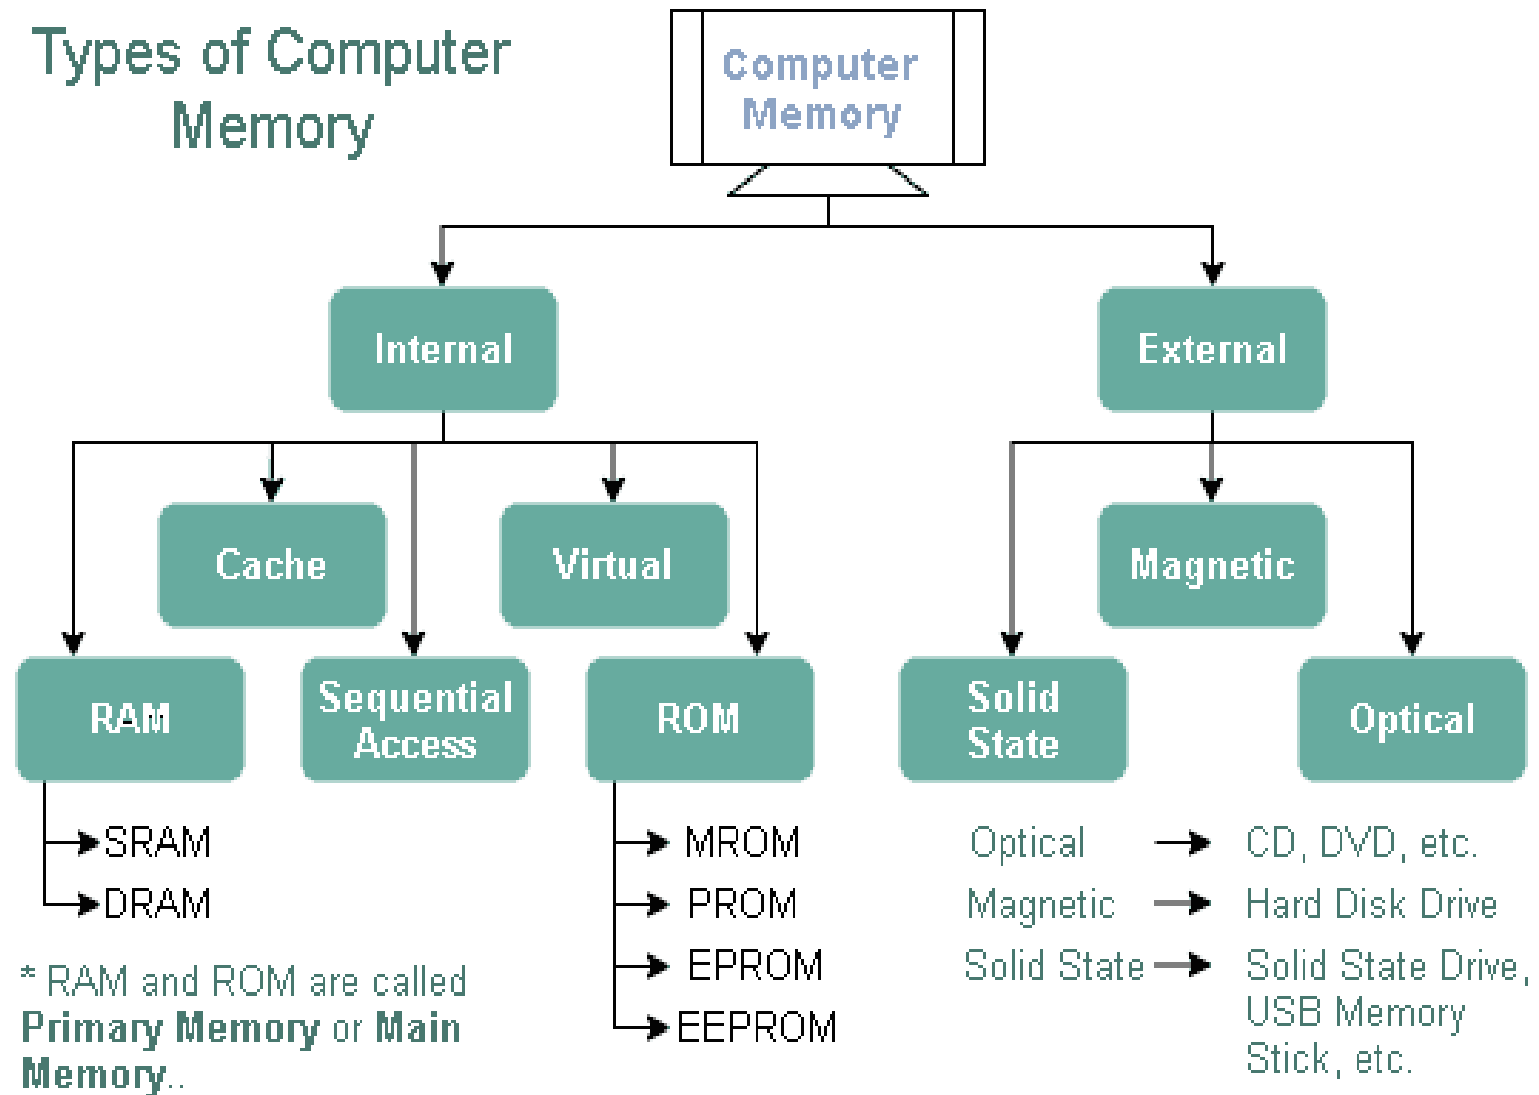 Types of Computer
Memory
Computer
Memory
Internal
External
Cache
Virtual
Magnetic
RAM
Sequential
Access
ROM
Solid
State
Optical
SRAM
DRAM
MROM
PROM
EPROM
EEPROM
* RAM and ROM are called
Primary Memory or Main
Memory..
Optical CD, DVD, etc.
Magnetic Hard Disk Drive
Solid State Solid State Drive,
USB Memory
Stick, etc.